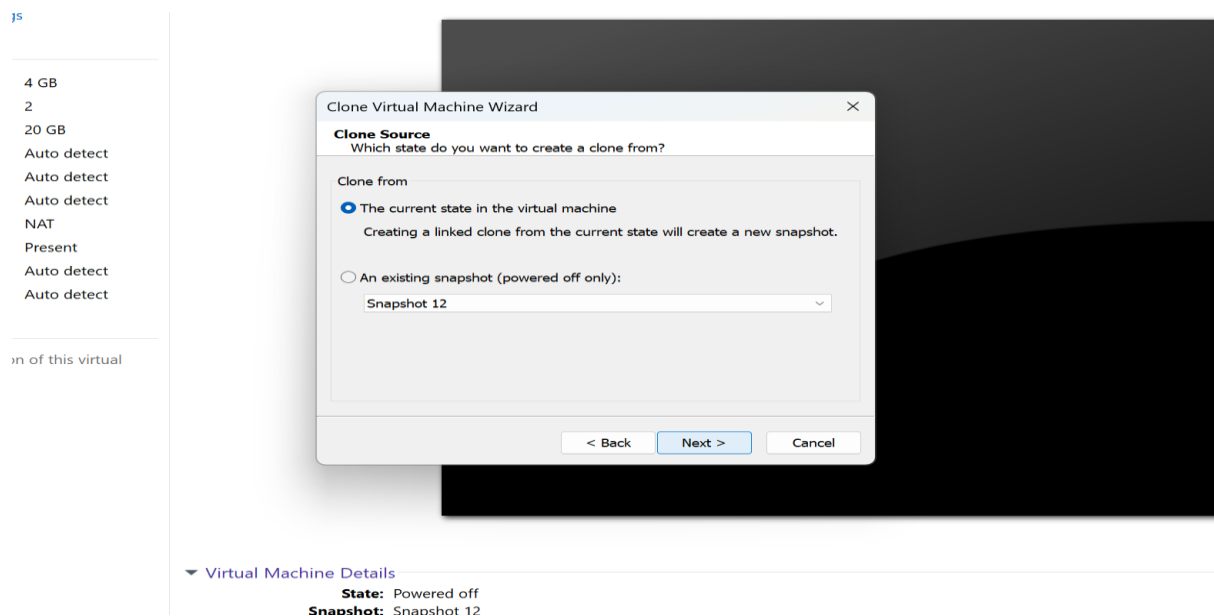 4 GB
2
20 GB
Auto detect
Auto detect
Auto detect
NAT
Present
Auto detect
Auto detect
of this virtual
Clone Virtual Machine Wizard
Clone Source
Which state do you want to create a clone from?
Clone from
The current state in the virtual machine
Creating a linked clone from the current state will create a new snapshot.
An existing snapshot (powered off only):
Snapshot 12
< Back
Next >
Cancel
Virtual Machine Details
State: Powered off
Snapshot: Snapshot 12